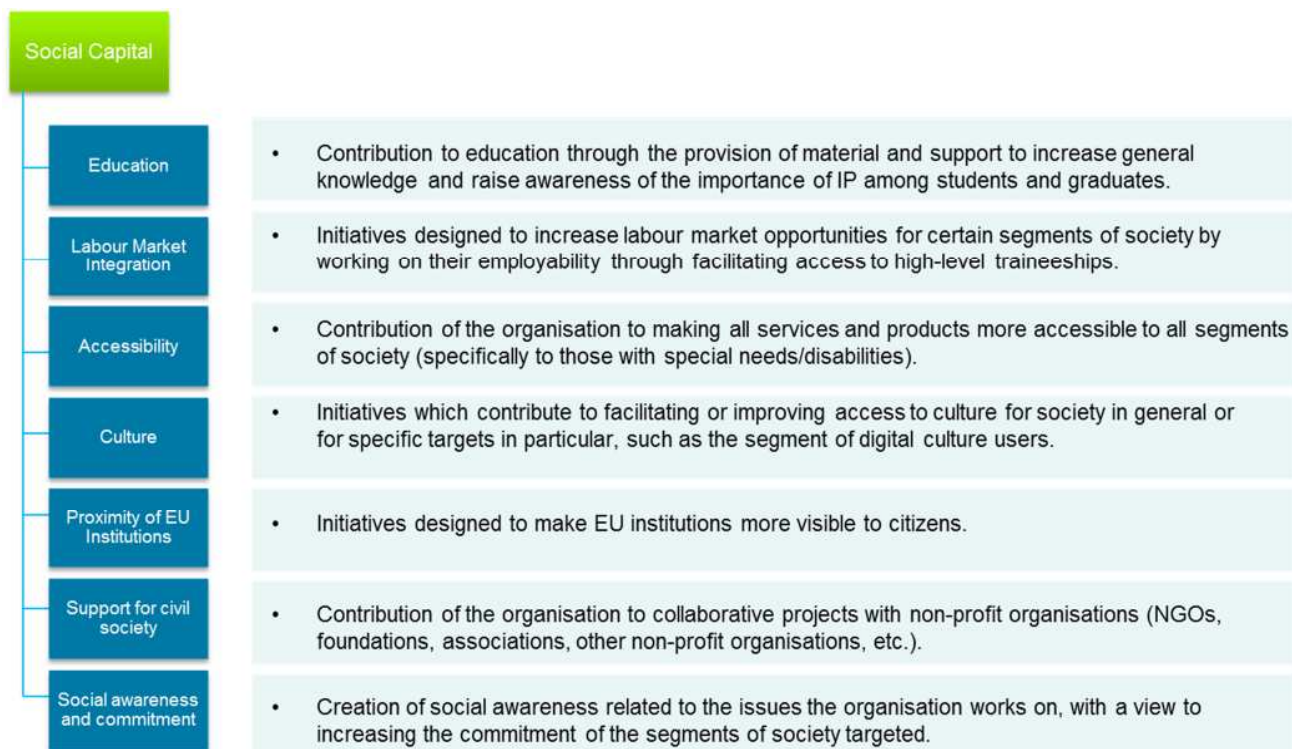 Social Capital
Education
• Contribution to education through the provision of material and support to increase general
knowledge and raise awareness of the importance of IP among students and graduates.
Labour Market
Integration
• Initiatives designed to increase labour market opportunities for certain segments of society by
working on their employability through facilitating access to high-level traineeships.
Accessibility
• Contribution of the organisation to making all services and products more accessible to all segments
of society (specifically to those with special needs/disabilities).
Culture
• Initiatives which contribute to facilitating or improving access to culture for society in general or
for specific targets in particular, such as the segment of digital culture users.
Proximity of EU
Institutions
• Initiatives designed to make EU institutions more visible to citizens.
Support for civil
society
• Contribution of the organisation to collaborative projects with non-profit organisations (NGOs,
foundations, associations, other non-profit organisations, etc.).
Social awareness
and commitment
• Creation of social awareness related to the issues the organisation works on, with a view to
increasing the commitment of the segments of society targeted.